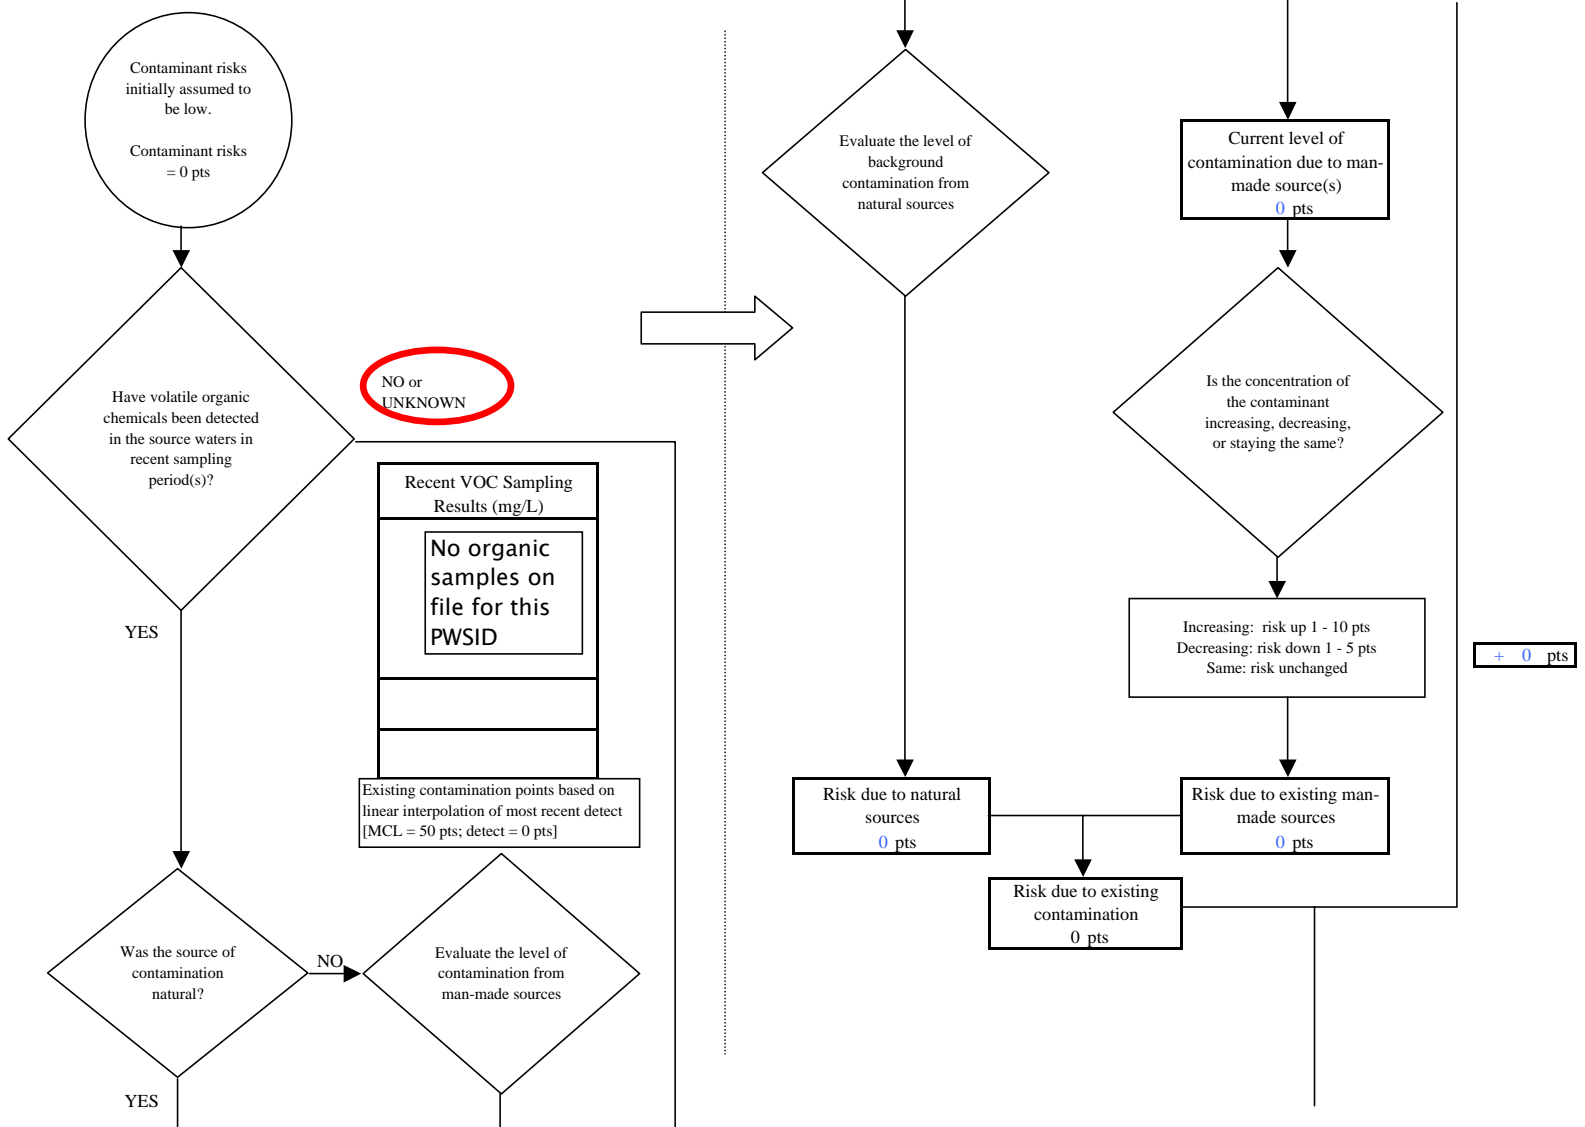 Contaminant risks
initially assumed to
be low.
Contaminant risks
= 0 pts
Have volatile organic
chemicals been detected
in the source waters in
recent sampling
period(s)?
NO or
UNKNOWN
YES
Recent VOC Sampling
Results (mg/L)
No organic
samples on
file for this
PWSID
Existing contamination points based on
linear interpolation of most recent detect
[MCL = 50 pts; detect = 0 pts]
Was the source of
contamination
natural?
NO
YES
Evaluate the level of
contamination from
man-made sources
Evaluate the level of
background
contamination from
natural sources
Current level of
contamination due to man-
made source(s)
0 pts
Is the concentration of
the contaminant
increasing, decreasing,
or staying the same?
Increasing: risk up 1 - 10 pts
Decreasing: risk down 1 - 5 pts
Same: risk unchanged
+ 0 pts
Risk due to natural
sources
0 pts
Risk due to existing man-
made sources
0 pts
Risk due to existing
contamination
0 pts